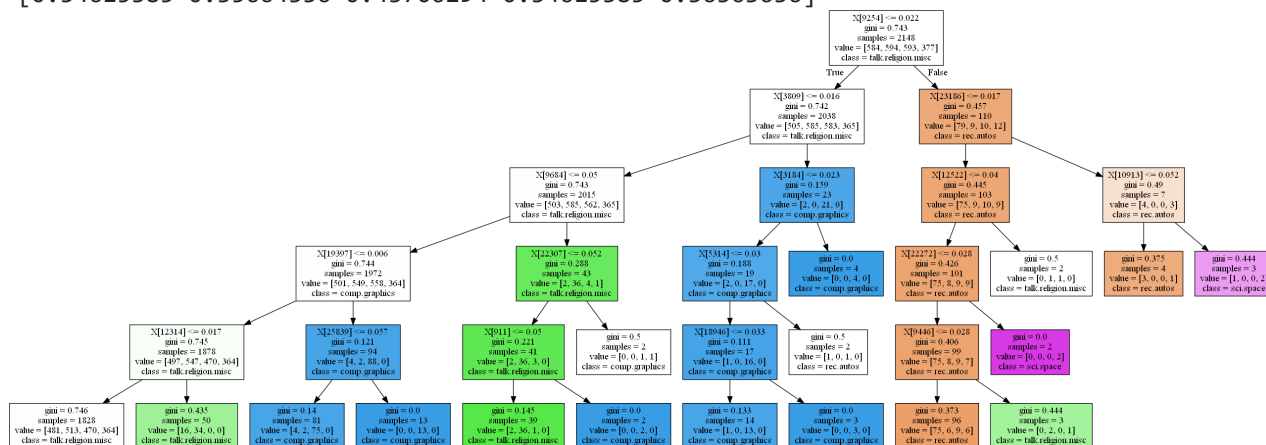 X[9254] <= 0.022
gini = 0.743
samples = 2148
value = [584, 594, 593, 377]
class = talk.religion.misc
True
False
X[3809] <= 0.016
gini = 0.742
samples = 2038
value = [505, 585, 583, 365]
class = talk.religion.misc
X[23186] <= 0.017
gini = 0.457
samples = 110
value = [79, 9, 10, 12]
class = rec.autos
X[9684] <= 0.05
gini = 0.743
samples = 2015
value = [503, 585, 562, 365]
class = talk.religion.misc
X[3184] <= 0.023
gini = 0.159
samples = 23
value = [2, 0, 21, 0]
class = comp.graphics
X[12522] <= 0.04
gini = 0.445
samples = 103
value = [75, 9, 10, 9]
class = rec.autos
X[10913] <= 0.052
gini = 0.49
samples = 7
value = [4, 0, 0, 3]
class = rec.autos
X[19397] <= 0.006
gini = 0.744
samples = 1972
value = [501, 549, 558, 364]
class = comp.graphics
X[22307] <= 0.052
gini = 0.288
samples = 43
value = [2, 36, 4, 1]
class = talk.religion.misc
X[5314] <= 0.03
gini = 0.188
samples = 19
value = [2, 0, 17, 0]
class = comp.graphics
gini = 0.0
samples = 4
value = [0, 0, 4, 0]
class = comp.graphics
X[22272] <= 0.028
gini = 0.426
samples = 101
value = [75, 8, 9, 9]
class = rec.autos
gini = 0.5
samples = 2
value = [0, 1, 1, 0]
class = talk.religion.misc
gini = 0.375
samples = 4
value = [3, 0, 0, 1]
class = rec.autos
gini = 0.444
samples = 3
value = [1, 0, 0, 2]
class = sci.space
X[12314] <= 0.017
gini = 0.745
samples = 1878
value = [497, 547, 470, 364]
class = talk.religion.misc
X[25839] <= 0.057
gini = 0.121
samples = 94
value = [4, 2, 88, 0]
class = comp.graphics
X[911] <= 0.05
gini = 0.221
samples = 41
value = [2, 36, 3, 0]
class = talk.religion.misc
gini = 0.5
samples = 2
value = [0, 0, 1, 1]
class = comp.graphics
X[18946] <= 0.033
gini = 0.111
samples = 17
value = [1, 0, 16, 0]
class = comp.graphics
gini = 0.5
samples = 2
value = [1, 0, 1, 0]
class = rec.autos
X[9446] <= 0.028
gini = 0.406
samples = 99
value = [75, 8, 9, 7]
class = rec.autos
gini = 0.0
samples = 2
value = [0, 0, 0, 2]
class = sci.space
gini = 0.746
samples = 1828
value = [481, 513, 470, 364]
class = talk.religion.misc
gini = 0.435
samples = 50
value = [16, 34, 0, 0]
class = talk.religion.misc
gini = 0.14
samples = 81
value = [4, 2, 75, 0]
class = comp.graphics
gini = 0.0
samples = 13
value = [0, 0, 13, 0]
class = comp.graphics
gini = 0.145
samples = 39
value = [2, 36, 1, 0]
class = talk.religion.misc
gini = 0.0
samples = 2
value = [0, 0, 2, 0]
class = comp.graphics
gini = 0.133
samples = 14
value = [1, 0, 13, 0]
class = comp.graphics
gini = 0.0
samples = 3
value = [0, 0, 3, 0]
class = comp.graphics
gini = 0.373
samples = 96
value = [75, 6, 9, 6]
class = rec.autos
gini = 0.444
samples = 3
value = [0, 2, 0, 1]
class = talk.religion.misc